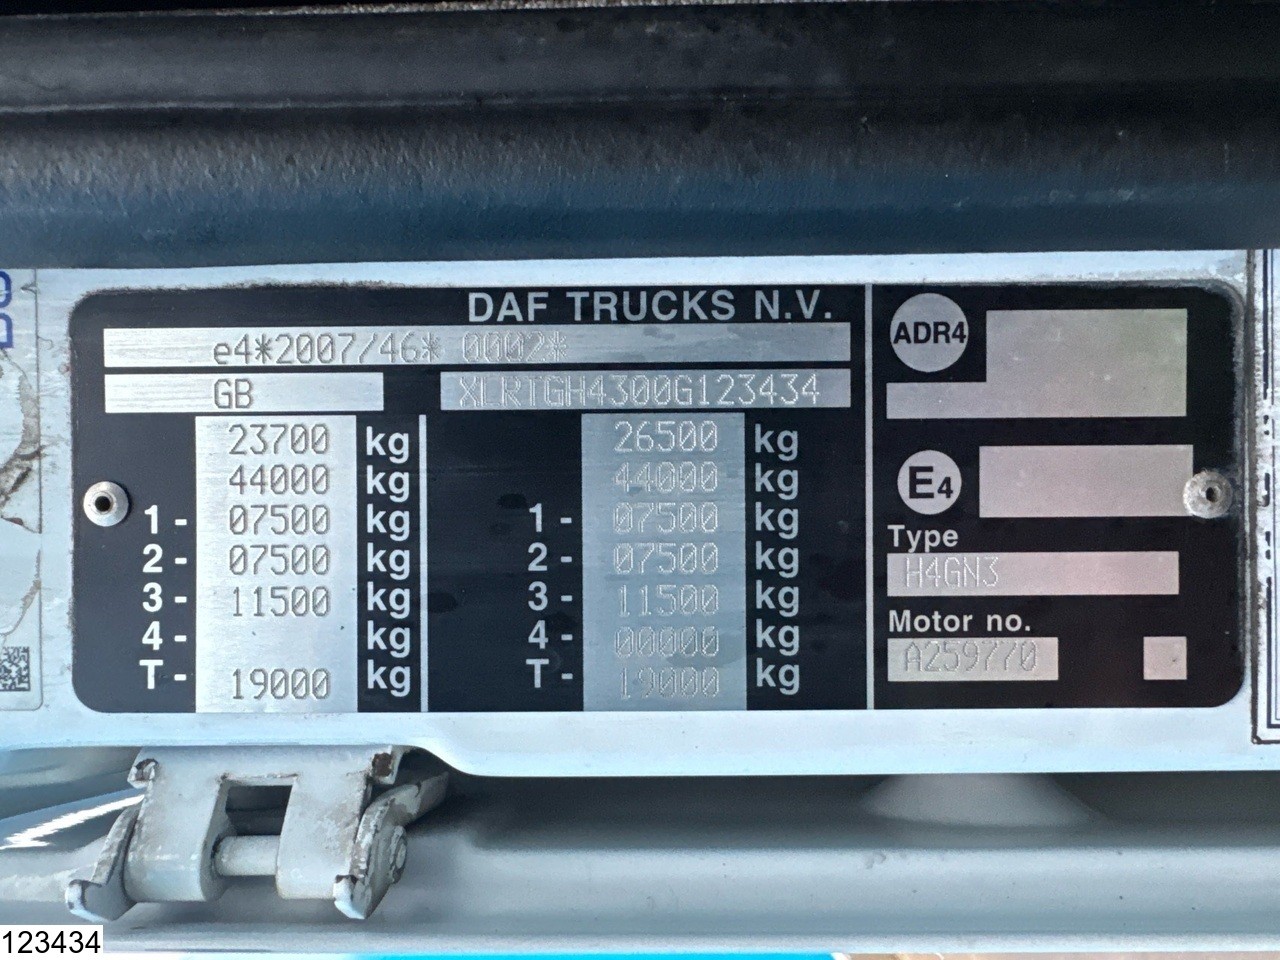 DAF TRUCKS N.V.
e4*2007/46* 0002*
GB XLRTGH4300G123434
23700 kg 26500 kg
44000 kg 44000 kg
1- 07500 kg 1- 07500 kg
2- 07500 kg 2- 07500 kg
3- 11500 kg 3- 11500 kg
4- kg 4- 00000 kg
T- 19000 kg T- 19000 kg
ADR4
E4
Type
H4GN3
Motor no.
A259770
123434